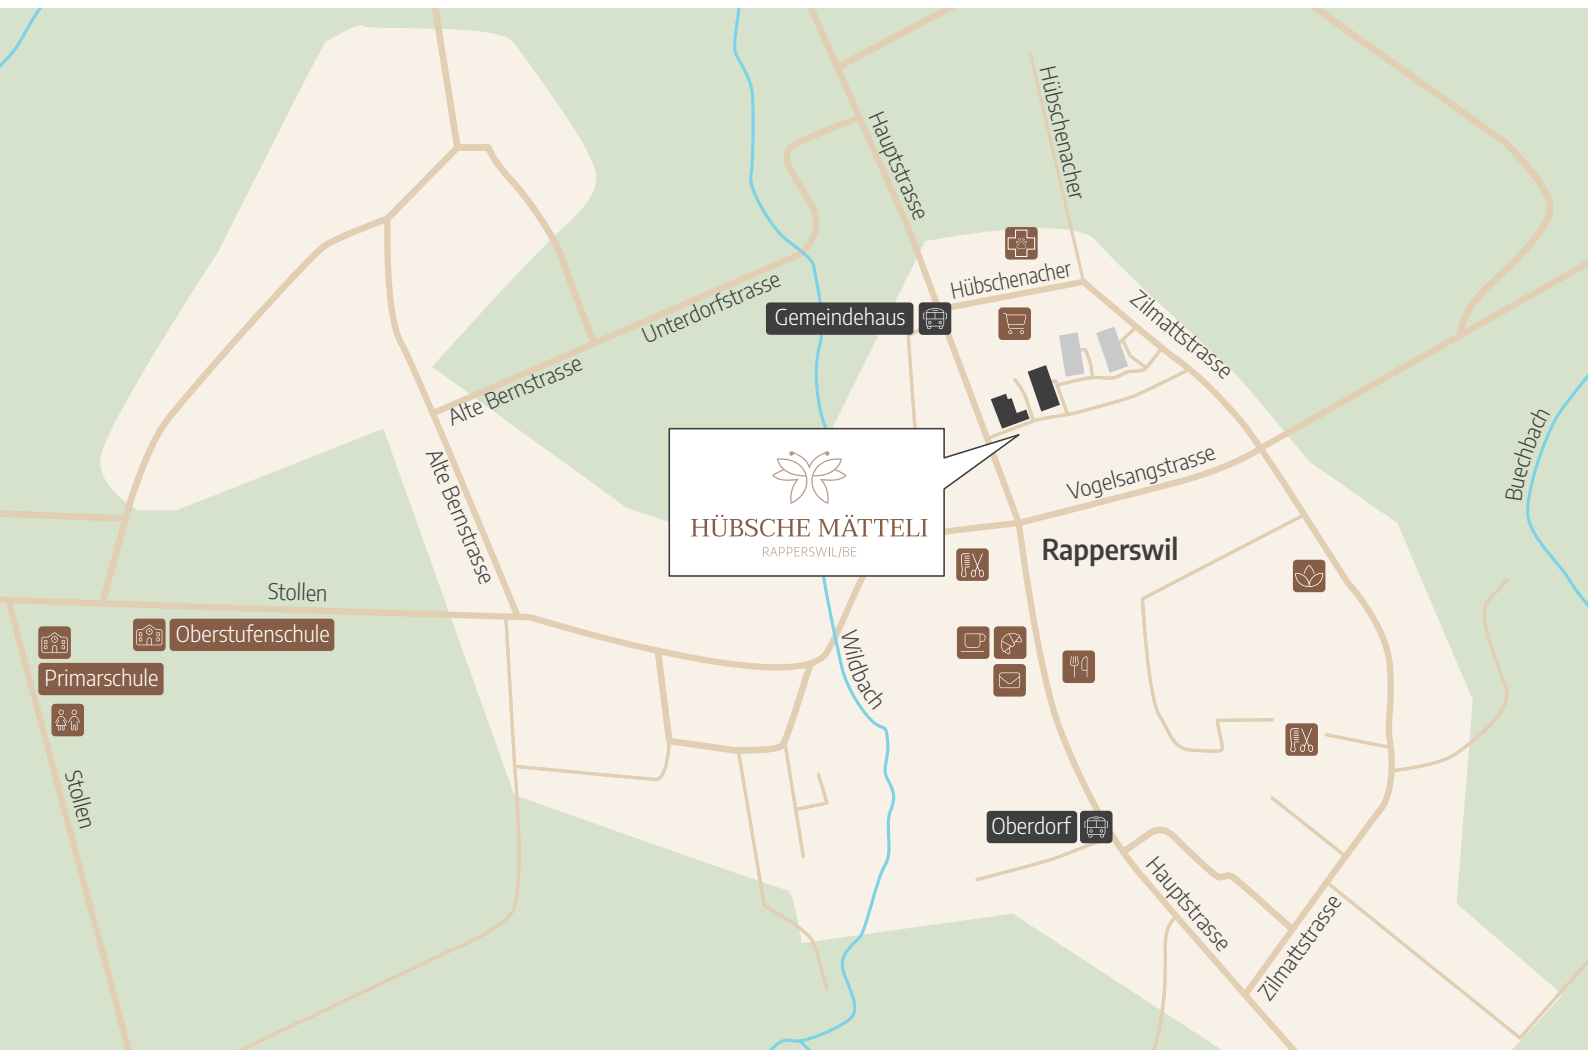 Hübschenacher
Hauptstrasse
Hübschenacher
Unterdorfstrasse
Gemeindehaus
Zilmattstrasse
Alte Bernstrasse
Alte Bernstrasse
Vogelsangstrasse
Buechbach
HÜBSCHE MÄTTELI
RAPPERSWIL/BE
Rapperswil
Stollen
Oberstufenschule
Primarschule
Wildbach
Stollen
Oberdorf
Hauptstrasse
Zilmattstrasse